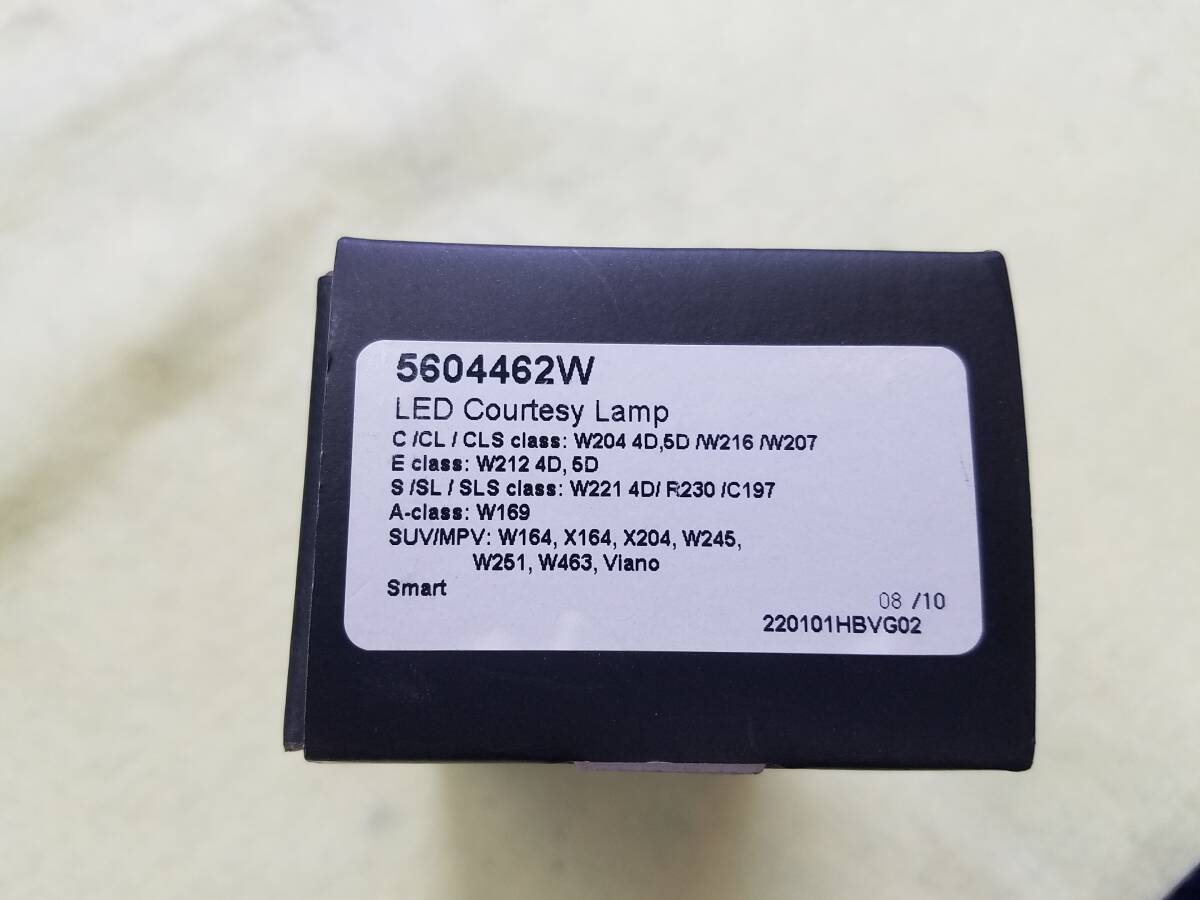 5604462W
LED Courtesy Lamp
C /CL / CLS class: W204 4D,5D /W216 /W207
E class: W212 4D, 5D
S /SL / SLS class: W221 4D/ R230 /C197
A-class: W169
SUV/MPV: W164, X164, X204, W245,
W251, W463, Viano
Smart
08 /10
220101HBVG02